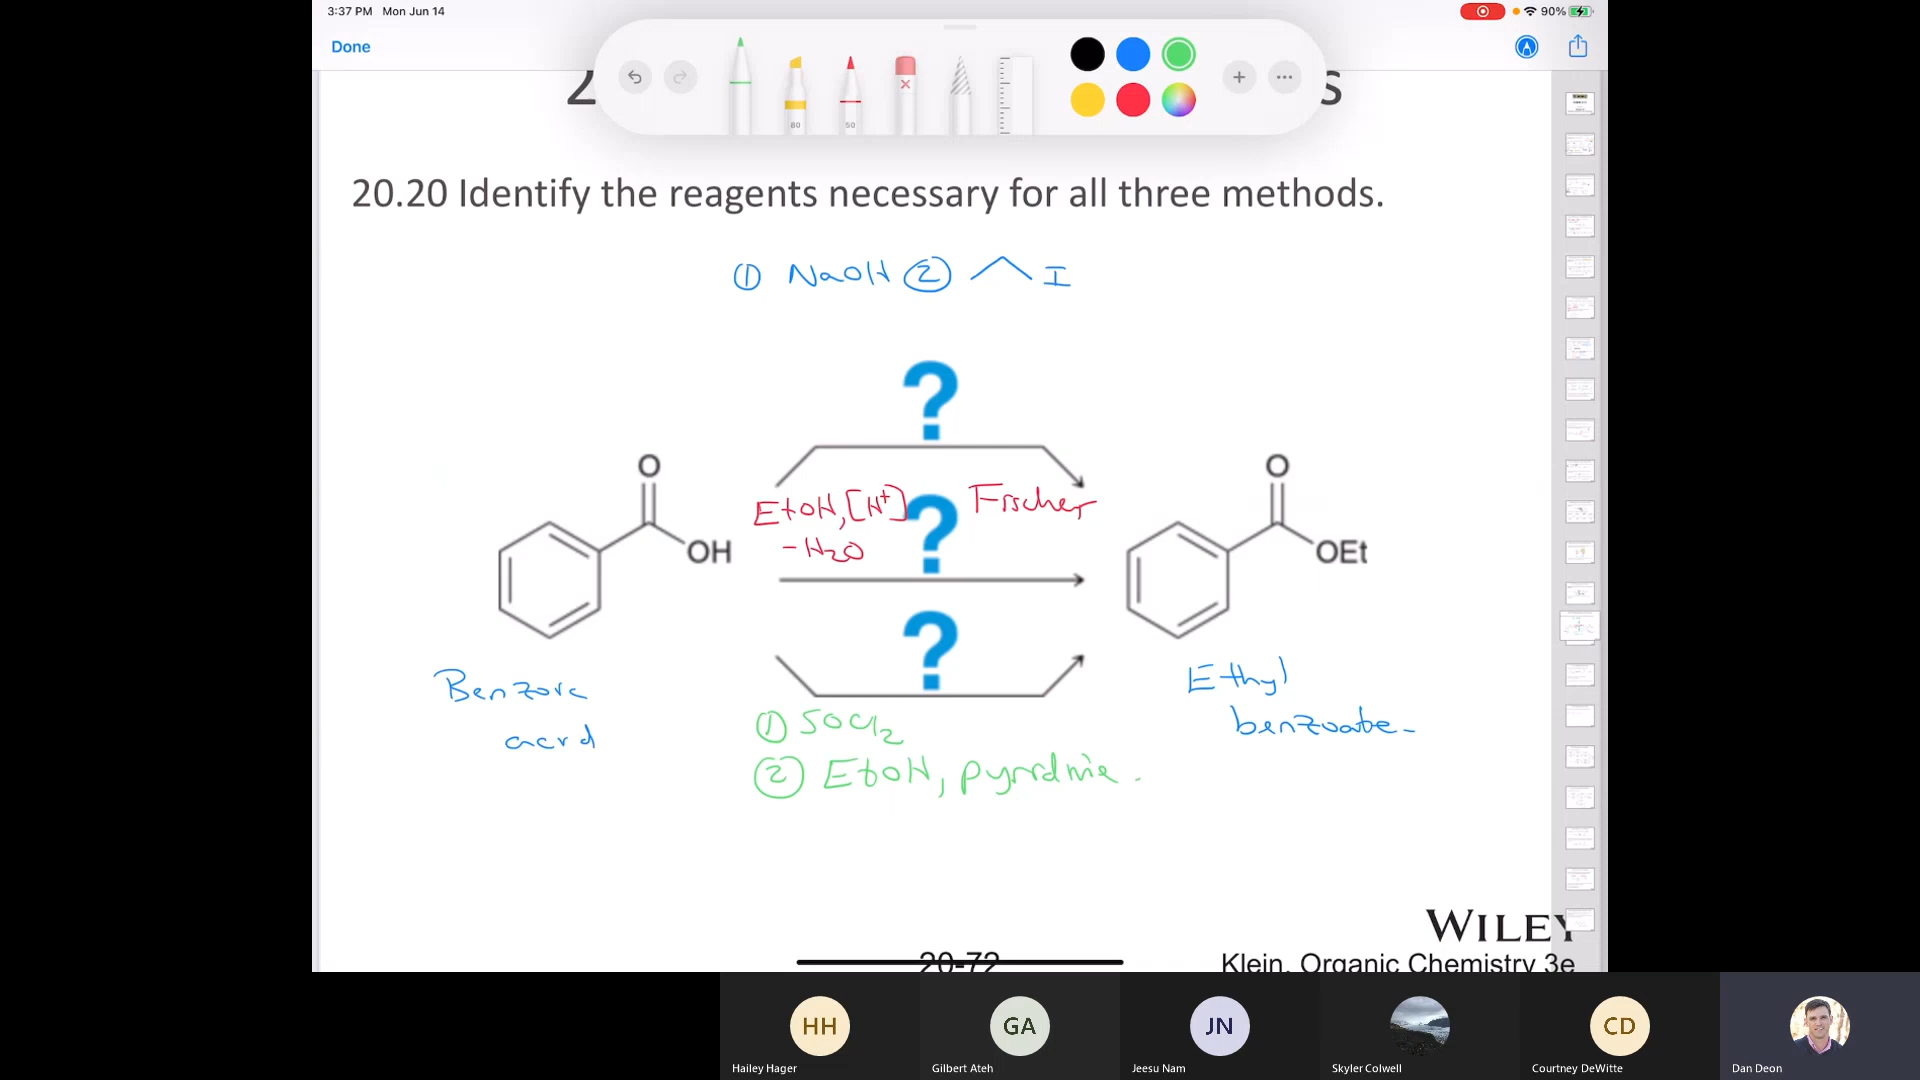 3:37 PM Mon Jun 14
90%
Done
2
s
80
50
20.20 Identify the reagents necessary for all three methods.
① NaOH ② I
?
O
OH
EtOH, [H+]
-H2O
?
Fischer
O
OEt
?
Benzoic
acid
Ethyl
benzoate
① SOCl2
② EtOH, pyridine.
WILEY
20-72
Klein, Organic Chemistry 3e
HH
GA
JN
CD
Hailey Hager
Gilbert Ateh
Jeesu Nam
Skyler Colwell
Courtney DeWitte
Dan Deon